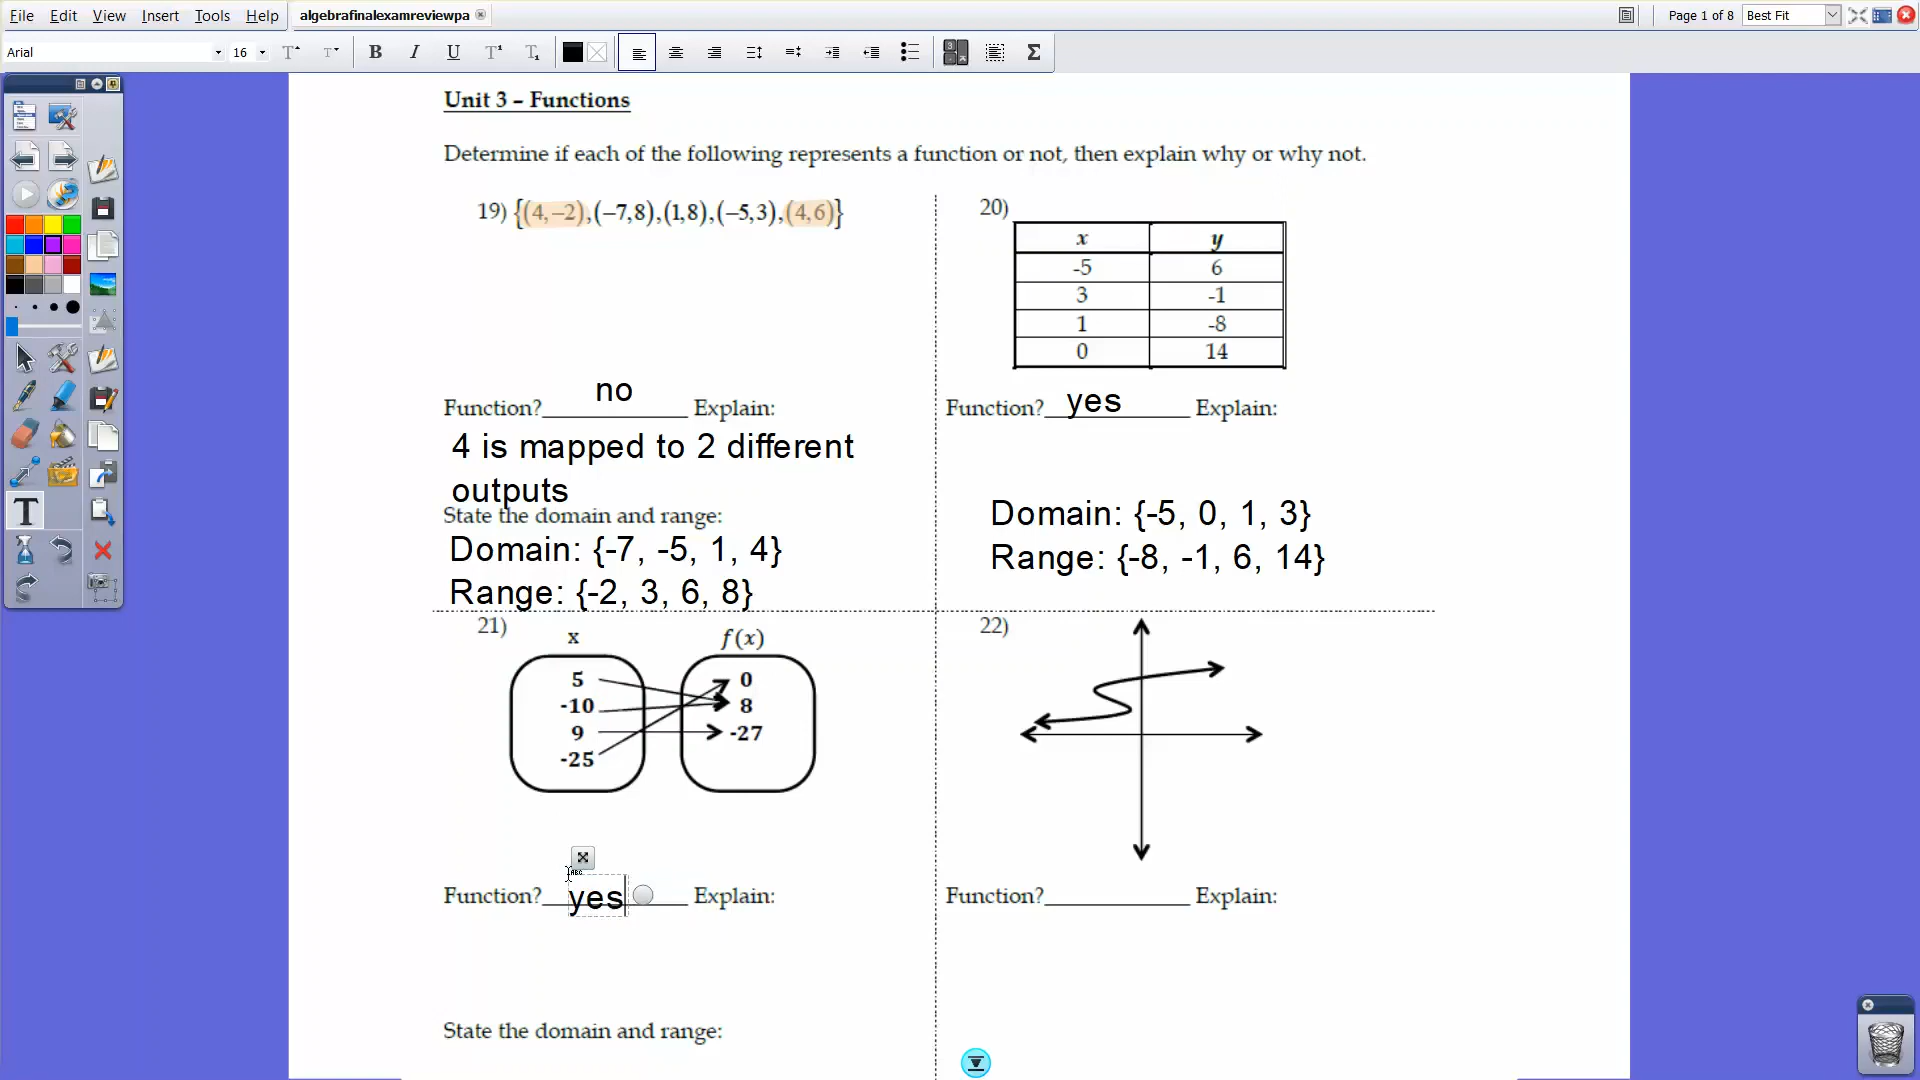 File Edit View Insert Tools Help algebrafinalexamreviewpa Page 1 of 8 Best Fit
Arial 16 B I U T T Σ
Unit 3 – Functions
Determine if each of the following represents a function or not, then explain why or why not.
19) {(4,−2),(−7,8),(1,8),(−5,3),(4,6)}
Function? no Explain:
4 is mapped to 2 different
outputs
State the domain and range:
Domain: {-7, -5, 1, 4}
Range: {-2, 3, 6, 8}
20)
x y
-5 6
3 -1
1 -8
0 14
Function? yes Explain:
Domain: {-5, 0, 1, 3}
Range: {-8, -1, 6, 14}
21)
x f(x)
5 0
-10 8
9 -27
-25
Function? yes Explain:
State the domain and range:
22)
Function? Explain:
T